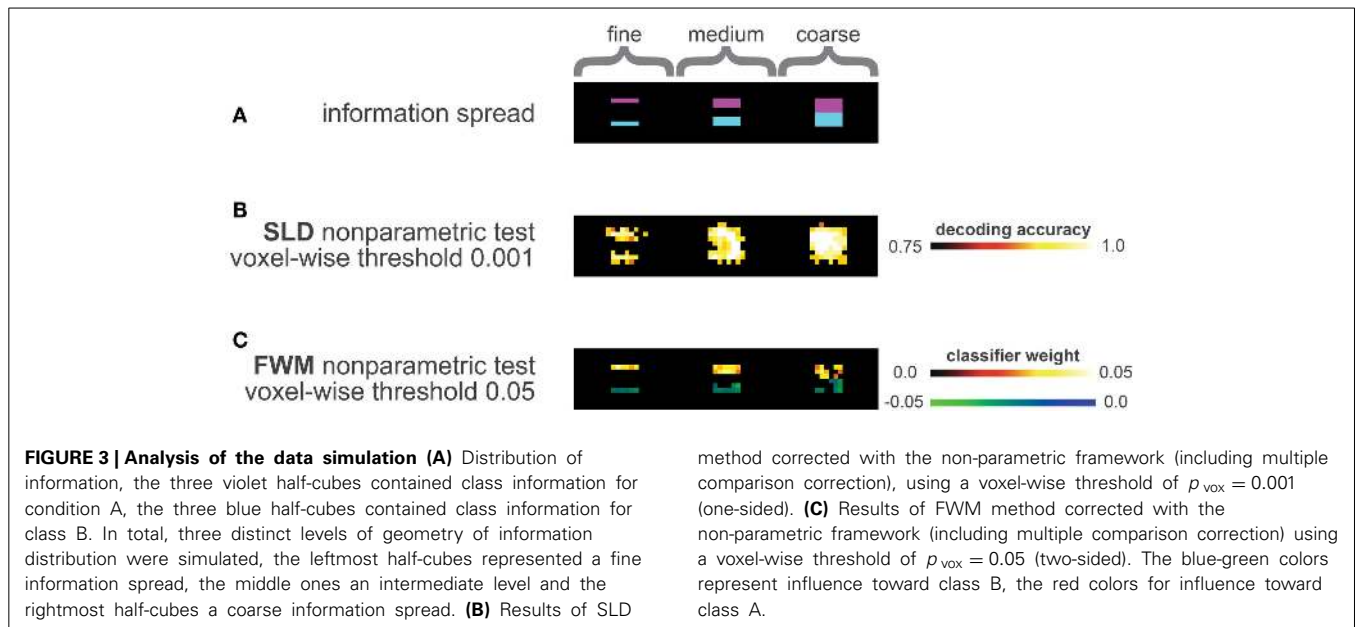 fine medium coarse
A information spread
B
SLD nonparametric test
voxel-wise threshold 0.001
decoding accuracy
0.75 1.0
C
FWM nonparametric test
voxel-wise threshold 0.05
classifier weight
0.0 0.05
-0.05 0.0
FIGURE 3 | Analysis of the data simulation (A) Distribution of
information, the three violet half-cubes contained class information for
condition A, the three blue half-cubes contained class information for
class B. In total, three distinct levels of geometry of information
distribution were simulated, the leftmost half-cubes represented a fine
information spread, the middle ones an intermediate level and the
rightmost half-cubes a coarse information spread. (B) Results of SLD
method corrected with the non-parametric framework (including multiple
comparison correction), using a voxel-wise threshold of p vox = 0.001
(one-sided). (C) Results of FWM method corrected with the
non-parametric framework (including multiple comparison correction) using
a voxel-wise threshold of p vox = 0.05 (two-sided). The blue-green colors
represent influence toward class B, the red colors for influence toward
class A.